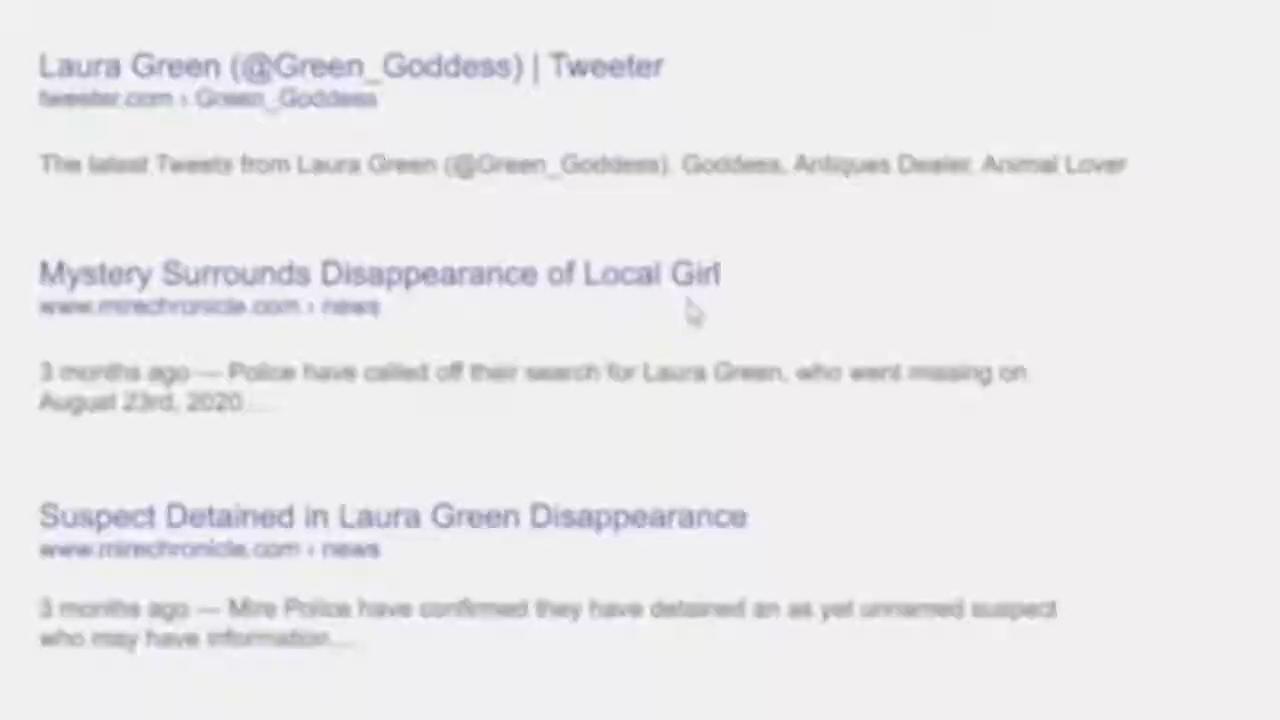 Laura Green (@Green_Goddess) | Tweeter
tweeter.com › Green_Goddess
The latest Tweets from Laura Green (@Green_Goddess). Goddess, Antiques Dealer, Animal Lover
Mystery Surrounds Disappearance of Local Girl
www.mirechronicle.com › news
3 months ago — Police have called off their search for Laura Green, who went missing on
August 23rd, 2020...
Suspect Detained in Laura Green Disappearance
www.mirechronicle.com › news
3 months ago — Mire Police have confirmed they have detained an as yet unnamed suspect
who may have information...